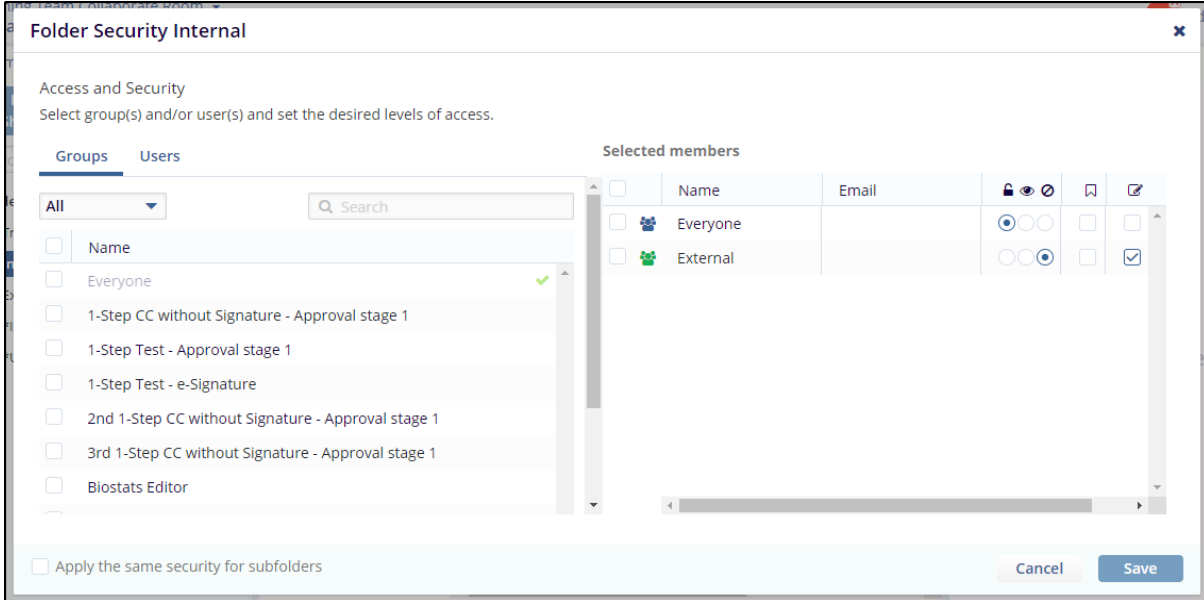 ing Team Collaborate Room
Folder Security Internal
Access and Security
Select group(s) and/or user(s) and set the desired levels of access.
Groups Users
Selected members
All
Search
Name
Everyone
1-Step CC without Signature - Approval stage 1
1-Step Test - Approval stage 1
1-Step Test - e-Signature
2nd 1-Step CC without Signature - Approval stage 1
3rd 1-Step CC without Signature - Approval stage 1
Biostats Editor
Name Email
Everyone
External
Apply the same security for subfolders
Cancel Save